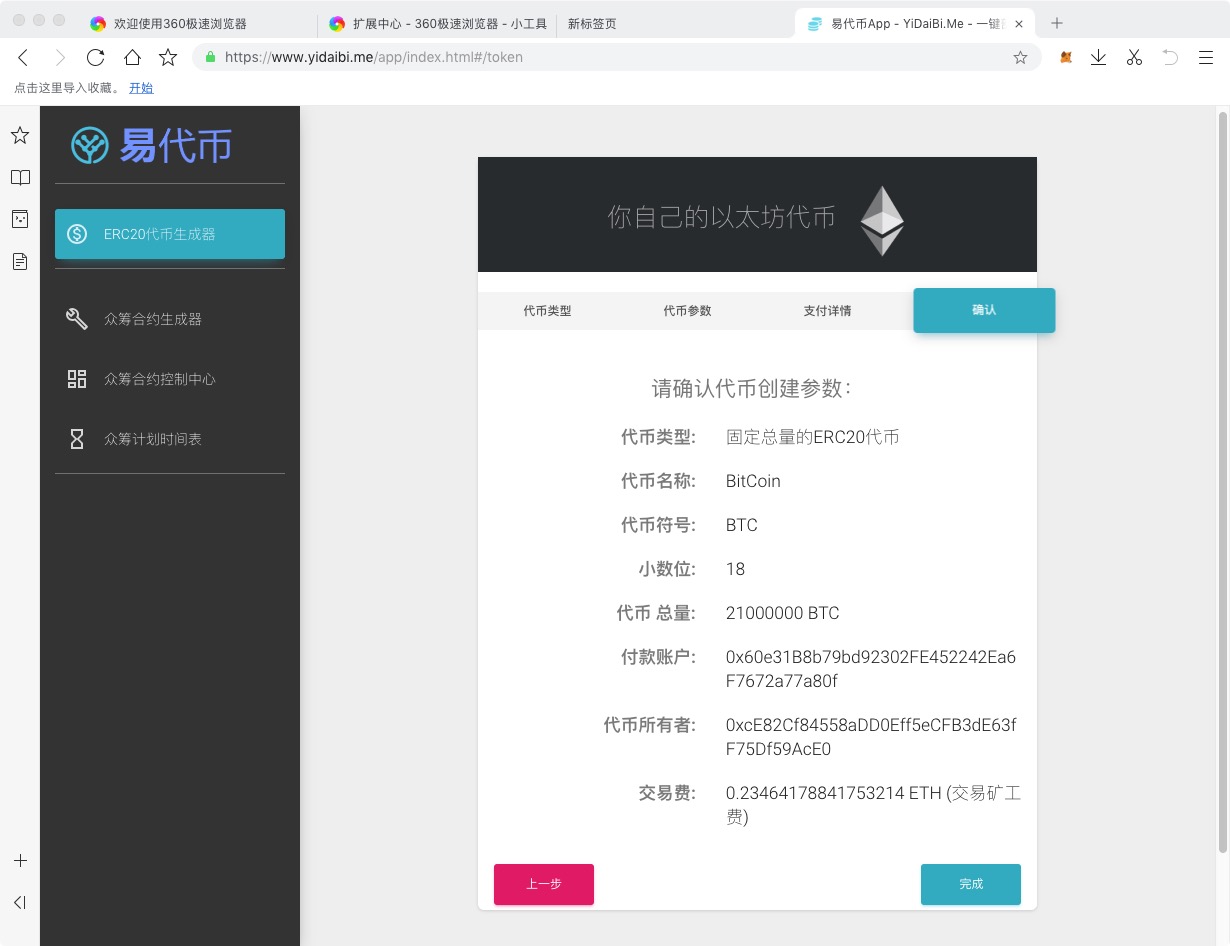 欢迎使用360极速浏览器
扩展中心 - 360极速浏览器 - 小工具
新标签页
易代币App - YiDaiBi.Me - 一键
https://www.yidaibi.me/app/index.html#/token
点击这里导入收藏。 开始
易代币
ERC20代币生成器
众筹合约生成器
众筹合约控制中心
众筹计划时间表
你自己的以太坊代币
代币类型 代币参数 支付详情 确认
请确认代币创建参数:
代币类型: 固定总量的ERC20代币
代币名称: BitCoin
代币符号: BTC
小数位: 18
代币 总量: 21000000 BTC
付款账户: 0x60e31B8b79bd92302FE452242Ea6
F7672a77a80f
代币所有者: 0xcE82Cf84558aDD0Eff5eCFB3dE63f
F75Df59AcE0
交易费: 0.23464178841753214 ETH (交易矿工
费)
上一步 完成